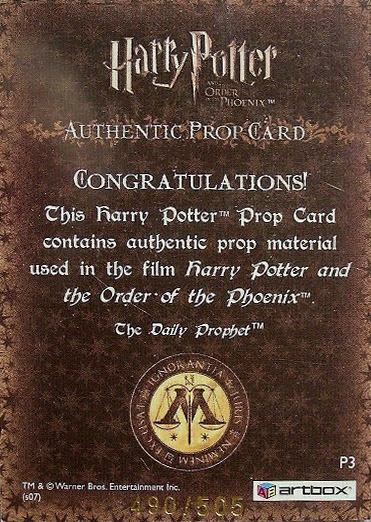 Harry Potter
AND THE
ORDER
OF THE
PHOENIX™
AUTHENTIC PROP CARD
CONGRATULATIONS!
This Harry Potter™ Prop Card
contains authentic prop material
used in the film Harry Potter and
the Order of the Phoenix™.
The Daily Prophet™
IGNORANTIA JURIS NEMINEM EXCUSAT
M
P3
TM & © Warner Bros. Entertainment Inc.
(s07)
artbox
490/505